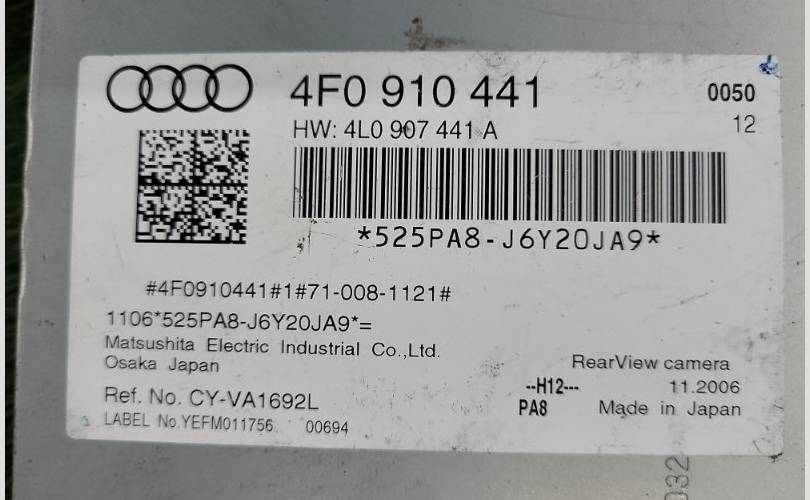 4F0 910 441
0050
HW: 4L0 907 441 A
12
*525PA8-J6Y20JA9*
#4F0910441#1#71-008-1121#
1106*525PA8-J6Y20JA9*=
Matsushita Electric Industrial Co.,Ltd.
Osaka Japan
RearView camera
--H12---
11.2006
Ref. No. CY-VA1692L
PA8
Made in Japan
LABEL No.YEFM011756
00694
032